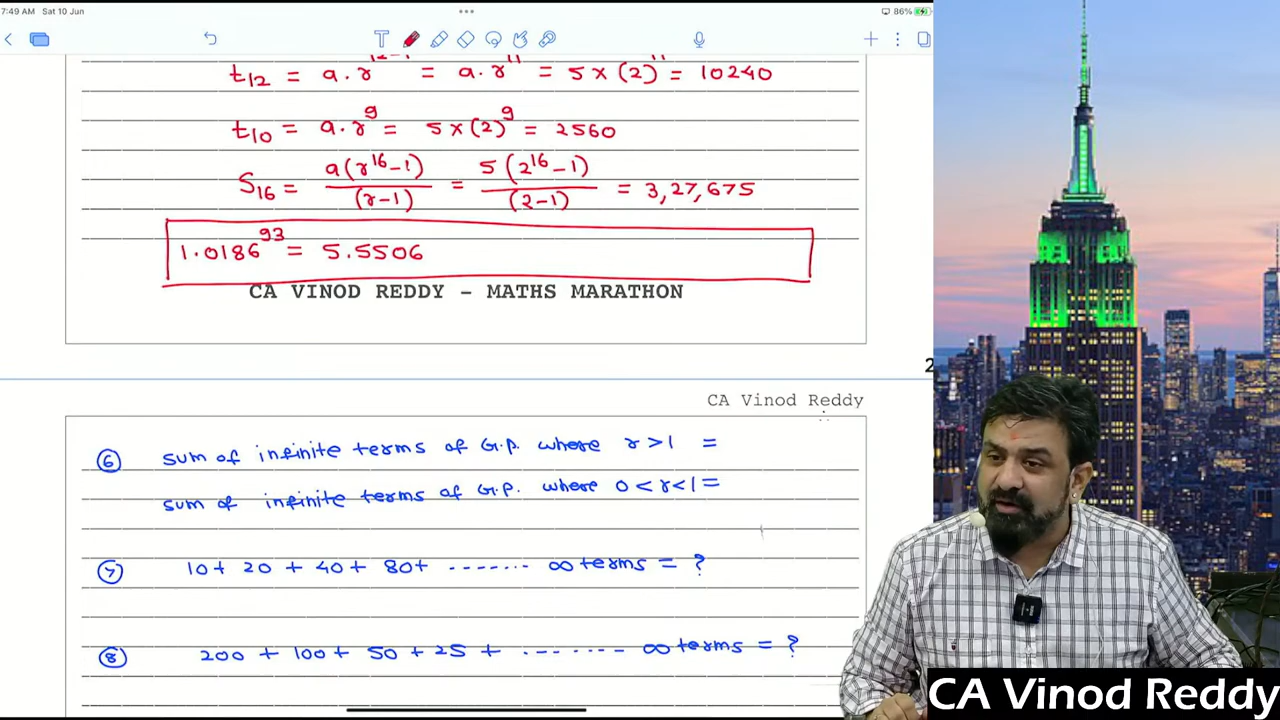 7:49 AM Sat 10 Jun
86%
t12 = a.r^12-1 = a.r^11 = 5 x (2)^11 = 10240
t10 = a.r^9 = 5 x (2)^9 = 2560
S16 = a(r^16-1)/(r-1) = 5(2^16-1)/(2-1) = 3,27,675
1.0186^93 = 5.5506
CA VINOD REDDY - MATHS MARATHON
2
CA Vinod Reddy
6 sum of infinite terms of G.P. where r>1 =
sum of infinite terms of G.P. where 0<r<1 =
7 10 + 20 + 40 + 80 + ....... ∞ terms = ?
8 200 + 100 + 50 + 25 + ........ ∞ terms = ?
CA Vinod Reddy